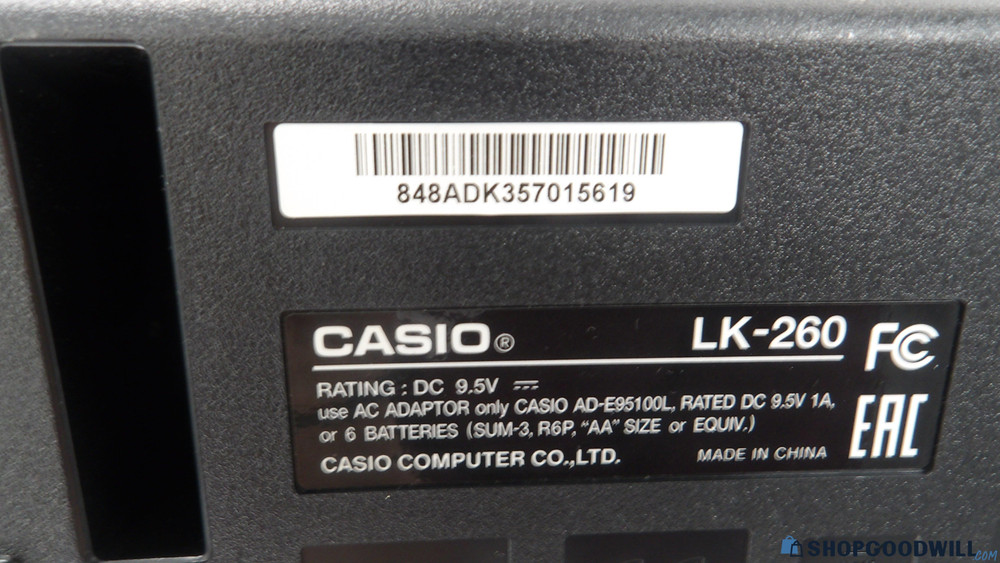 848ADK357015619
CASIO®
LK-260
FC
RATING : DC 9.5V
use AC ADAPTOR only CASIO AD-E95100L, RATED DC 9.5V 1A,
or 6 BATTERIES (SUM-3, R6P, "AA" SIZE or EQUIV.)
EAC
CASIO COMPUTER CO.,LTD.
MADE IN CHINA
SHOPGOODWILL.COM